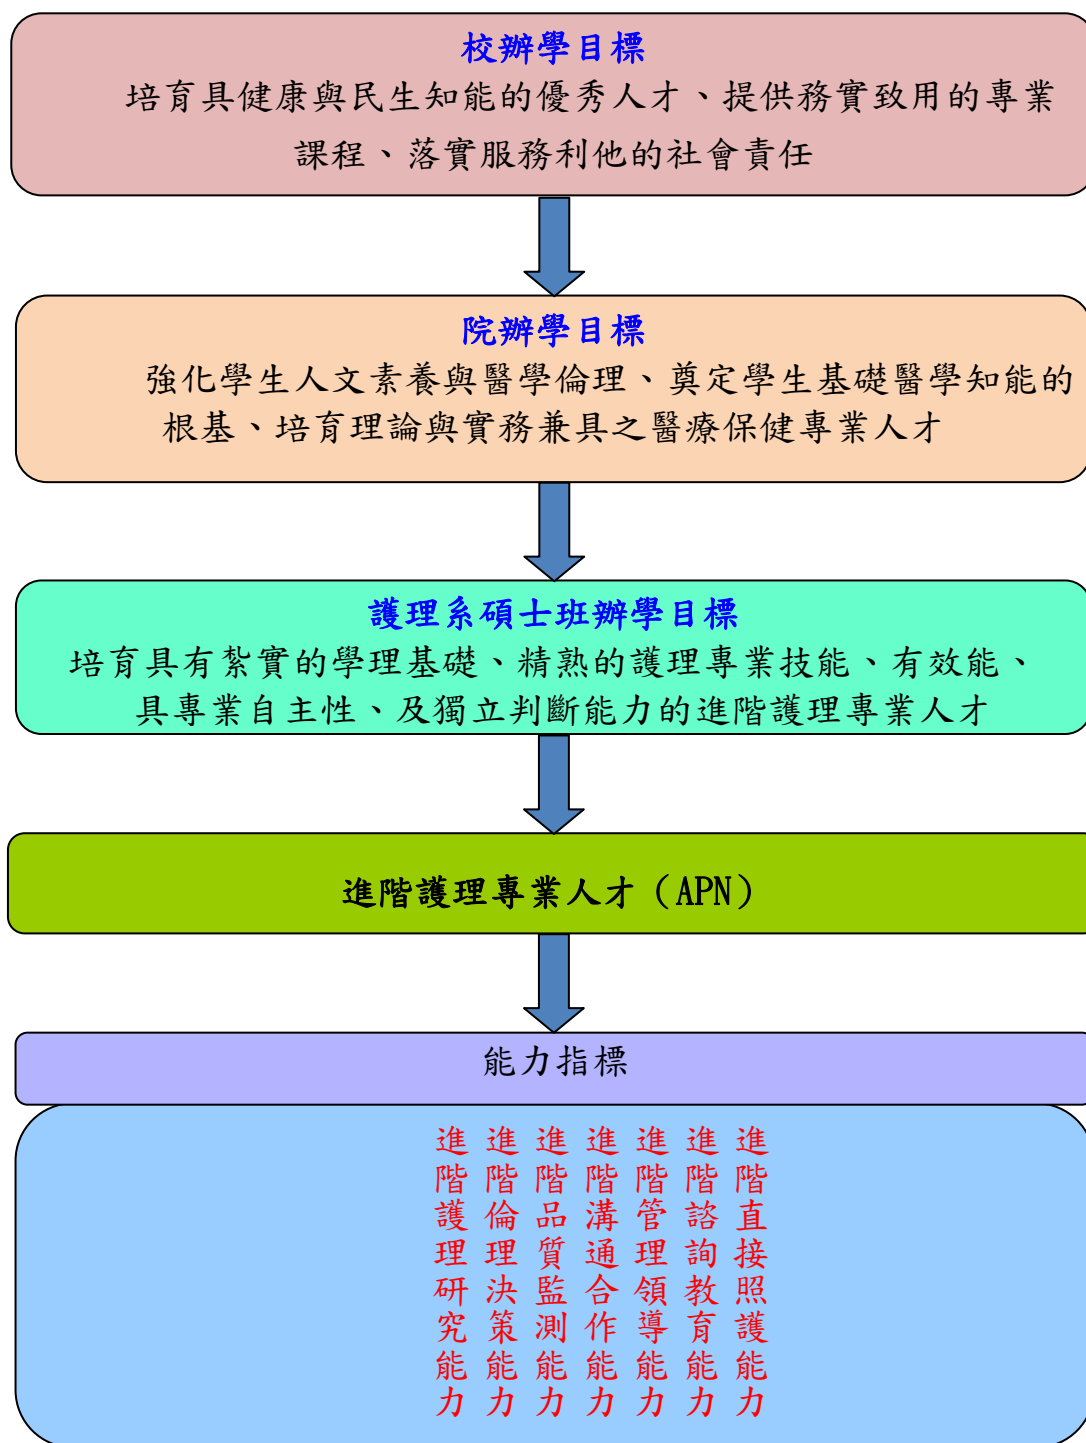 校辦學目標
培育具健康與民生知能的優秀人才、提供務實致用的專業
課程、落實服務利他的社會責任
院辦學目標
強化學生人文素養與醫學倫理、奠定學生基礎醫學知能的
根基、培育理論與實務兼具之醫療保健專業人才
護理系碩士班辦學目標
培育具有紮實的學理基礎、精熟的護理專業技能、有效能、
具專業自主性、及獨立判斷能力的進階護理專業人才
進階護理專業人才（APN）
能力指標
進階直接照護能力
進階諮詢教育能力
進階管理領導能力
進階溝通合作能力
進階品質監測能力
進階倫理決策能力
進階護理研究能力